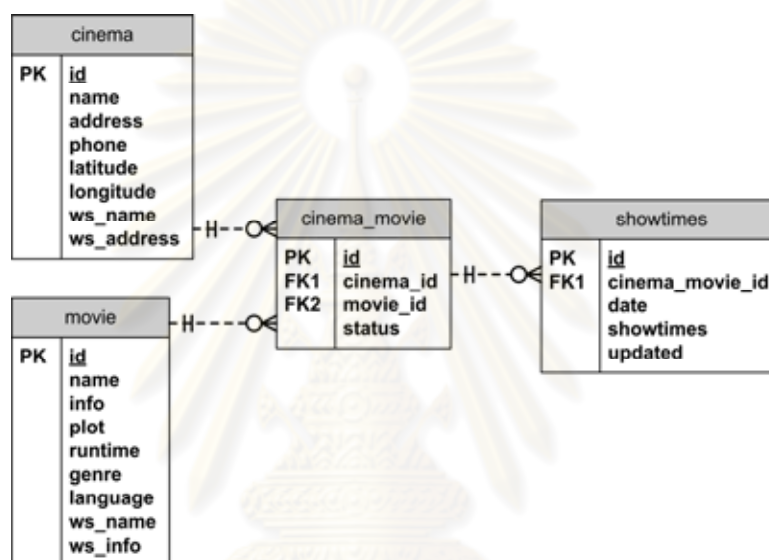 cinema
PK id
name
address
phone
latitude
longitude
ws_name
ws_address
movie
PK id
name
info
plot
runtime
genre
language
ws_name
ws_info
cinema_movie
PK id
FK1 cinema_id
FK2 movie_id
status
showtimes
PK id
FK1 cinema_movie_id
date
showtimes
updated